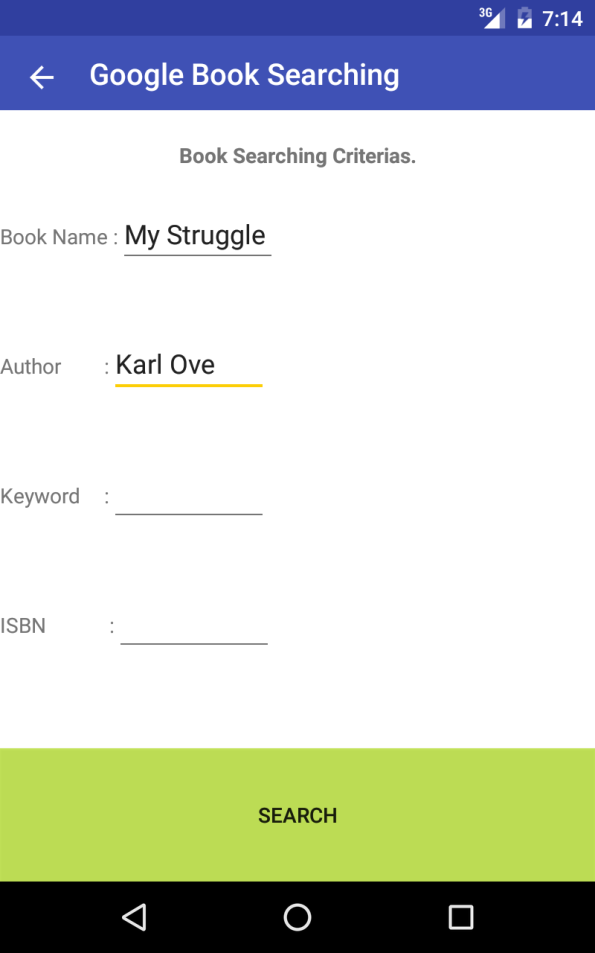 3G 7:14
Google Book Searching
Book Searching Criterias.
Book Name : My Struggle
Author : Karl Ove
Keyword :
ISBN :
SEARCH